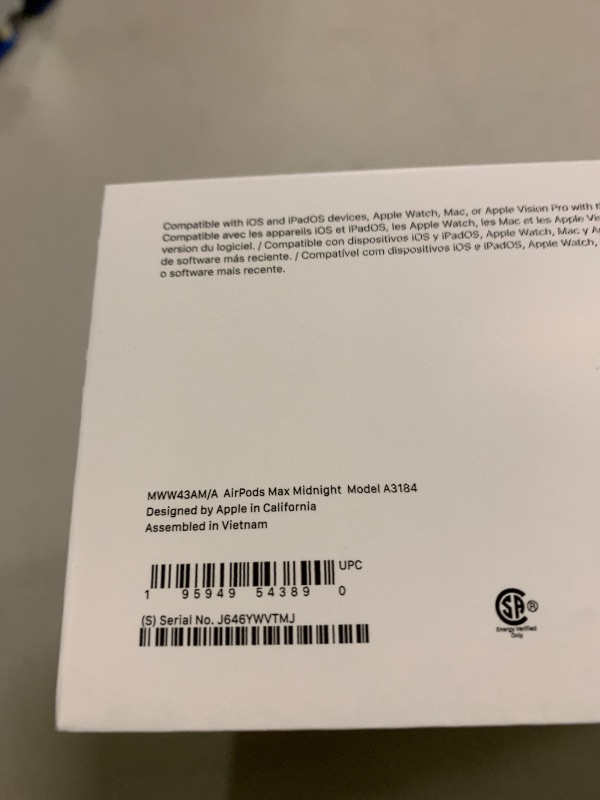 Compatible with iOS and iPadOS devices, Apple Watch, Mac, or Apple Vision Pro with
Compatible avec les appareils iOS et iPadOS, les Apple Watch, les Mac et les Apple
version du logiciel. / Compatible con dispositivos iOS y iPadOS, Apple Watch, Mac y
de software más reciente. / Compatível com dispositivos iOS e iPadOS, Apple Watch,
o software mais recente.
MWW43AM/A AirPods Max Midnight Model A3184
Designed by Apple in California
Assembled in Vietnam
UPC
1 95949 54389 0
(S) Serial No. J646YWVTMJ
SA®
Energy Verified
Only